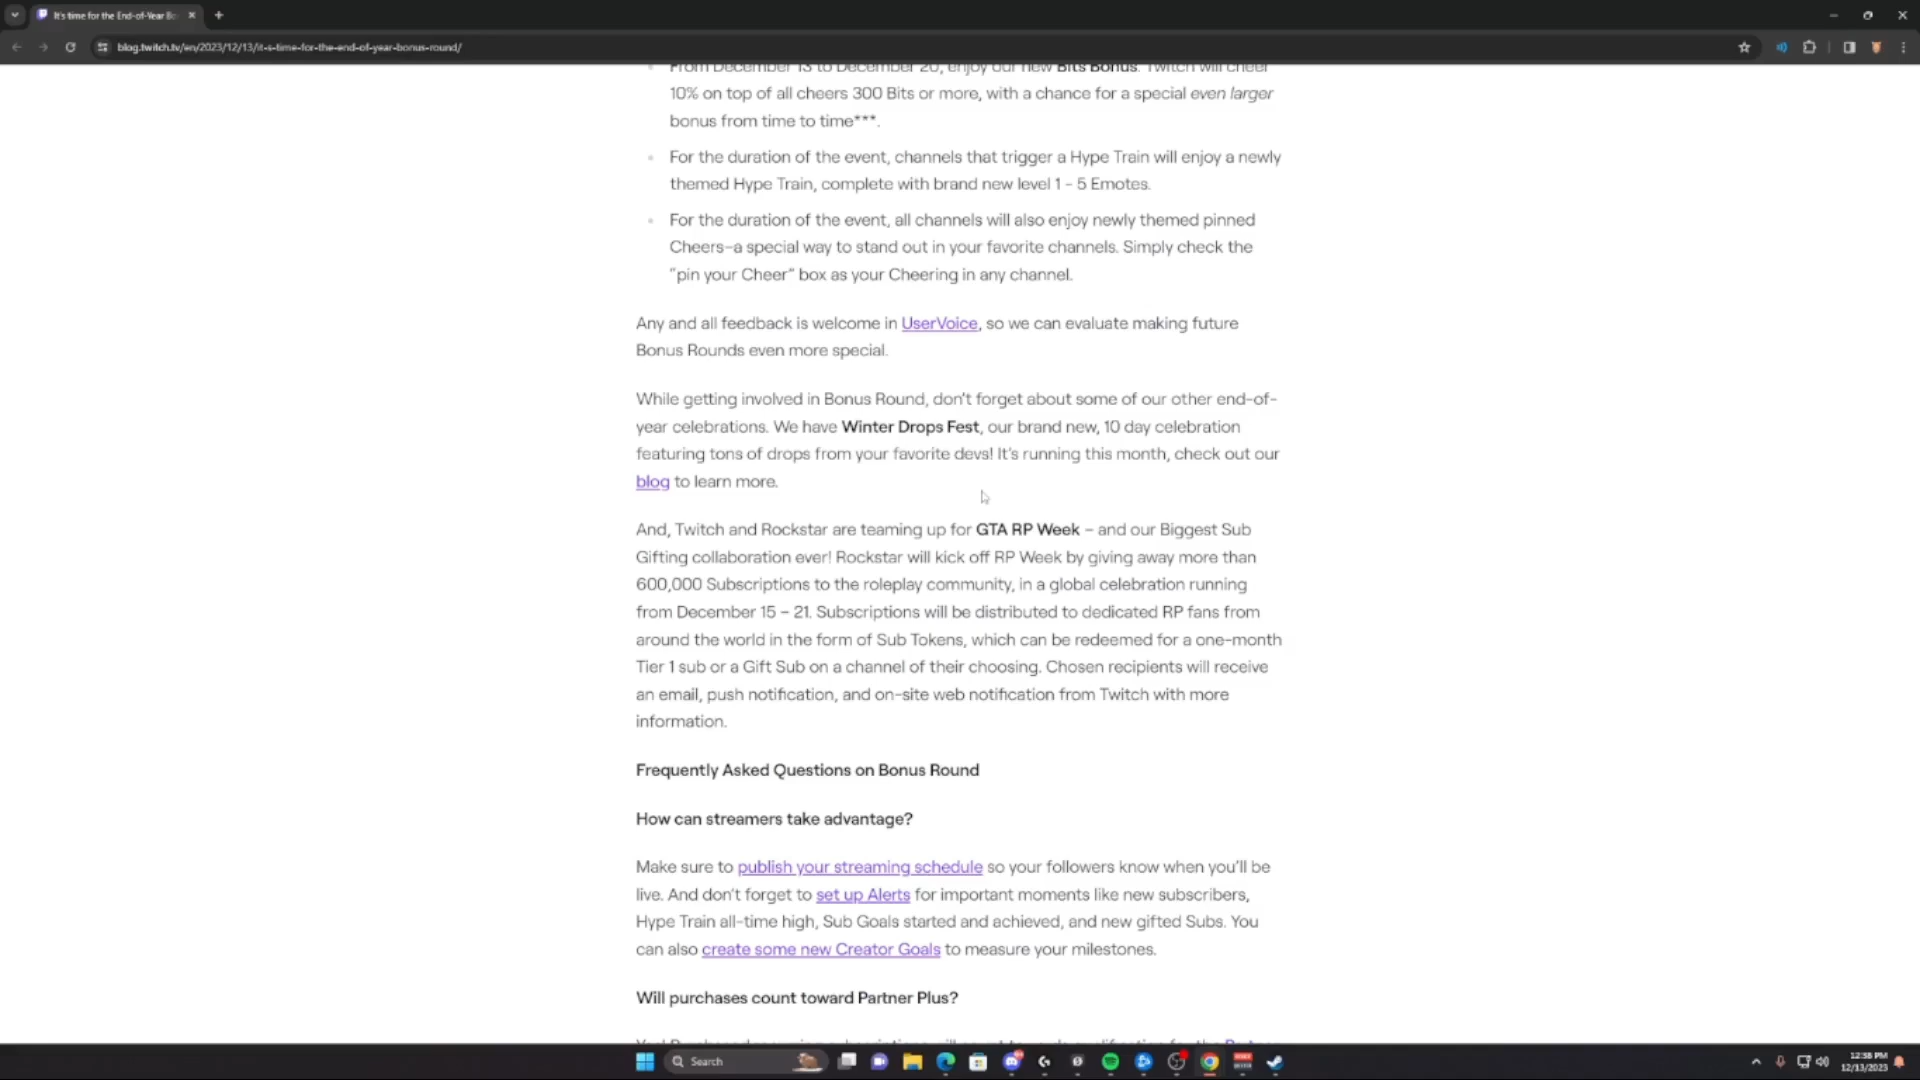 It's time for the End-of-Year Bo
blog.twitch.tv/en/2023/12/13/it-s-time-for-the-end-of-year-bonus-round/
From December 13 to December 20, enjoy our new Bits Bonus. Twitch will cheer
10% on top of all cheers 300 Bits or more, with a chance for a special even larger
bonus from time to time***.
For the duration of the event, channels that trigger a Hype Train will enjoy a newly
themed Hype Train, complete with brand new level 1 - 5 Emotes.
For the duration of the event, all channels will also enjoy newly themed pinned
Cheers–a special way to stand out in your favorite channels. Simply check the
“pin your Cheer” box as your Cheering in any channel.
Any and all feedback is welcome in UserVoice, so we can evaluate making future
Bonus Rounds even more special.
While getting involved in Bonus Round, don’t forget about some of our other end-of-
year celebrations. We have Winter Drops Fest, our brand new, 10 day celebration
featuring tons of drops from your favorite devs! It’s running this month, check out our
blog to learn more.
And, Twitch and Rockstar are teaming up for GTA RP Week – and our Biggest Sub
Gifting collaboration ever! Rockstar will kick off RP Week by giving away more than
600,000 Subscriptions to the roleplay community, in a global celebration running
from December 15 – 21. Subscriptions will be distributed to dedicated RP fans from
around the world in the form of Sub Tokens, which can be redeemed for a one-month
Tier 1 sub or a Gift Sub on a channel of their choosing. Chosen recipients will receive
an email, push notification, and on-site web notification from Twitch with more
information.
Frequently Asked Questions on Bonus Round
How can streamers take advantage?
Make sure to publish your streaming schedule so your followers know when you’ll be
live. And don’t forget to set up Alerts for important moments like new subscribers,
Hype Train all-time high, Sub Goals started and achieved, and new gifted Subs. You
can also create some new Creator Goals to measure your milestones.
Will purchases count toward Partner Plus?
Search
12:38 PM
12/13/2023